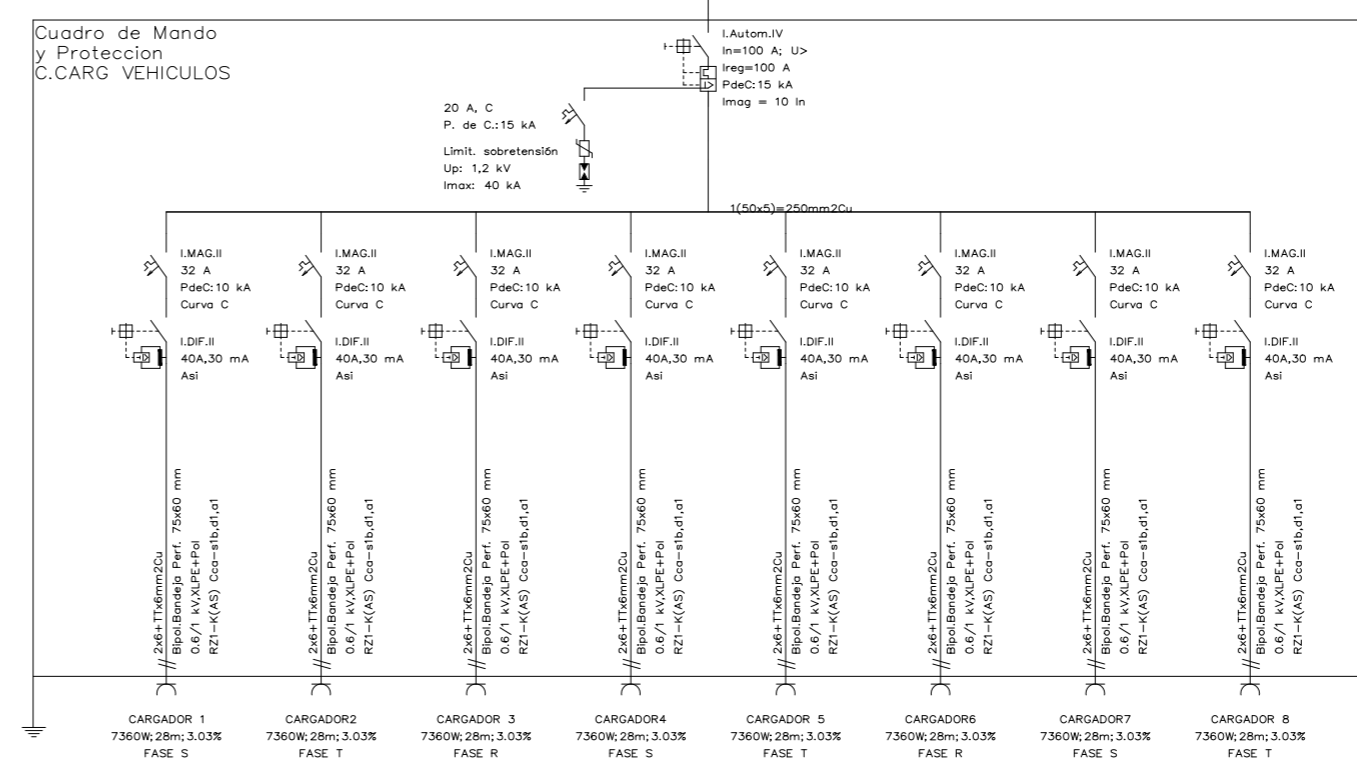 Cuadro de Mando
y Proteccion
C.CARG VEHICULOS
I.Autom.IV
In=100 A; U>
Ireg=100 A
PdeC:15 kA
Imag = 10 In
20 A, C
P. de C.:15 kA
Limit. sobretensión
Up: 1,2 kV
Imax: 40 kA
1(50x5)=250mm2Cu
I.MAG.II
32 A
PdeC:10 kA
Curva C
I.DIF.II
40A,30 mA
Asi
2x6+TTx6mm2Cu
Bipol.Bandeja Perf. 75x60 mm
0.6/1 kV,XLPE+Pol
RZ1-K(AS) Cca-s1b,d1,a1
CARGADOR 1
7360W;28m;3.03%
FASE S
I.MAG.II
32 A
PdeC:10 kA
Curva C
I.DIF.II
40A,30 mA
Asi
2x6+TTx6mm2Cu
Bipol.Bandeja Perf. 75x60 mm
0.6/1 kV,XLPE+Pol
RZ1-K(AS) Cca-s1b,d1,a1
CARGADOR2
7360W;28m;3.03%
FASE T
I.MAG.II
32 A
PdeC:10 kA
Curva C
I.DIF.II
40A,30 mA
Asi
2x6+TTx6mm2Cu
Bipol.Bandeja Perf. 75x60 mm
0.6/1 kV,XLPE+Pol
RZ1-K(AS) Cca-s1b,d1,a1
CARGADOR 3
7360W;28m;3.03%
FASE R
I.MAG.II
32 A
PdeC:10 kA
Curva C
I.DIF.II
40A,30 mA
Asi
2x6+TTx6mm2Cu
Bipol.Bandeja Perf. 75x60 mm
0.6/1 kV,XLPE+Pol
RZ1-K(AS) Cca-s1b,d1,a1
CARGADOR4
7360W;28m;3.03%
FASE S
I.MAG.II
32 A
PdeC:10 kA
Curva C
I.DIF.II
40A,30 mA
Asi
2x6+TTx6mm2Cu
Bipol.Bandeja Perf. 75x60 mm
0.6/1 kV,XLPE+Pol
RZ1-K(AS) Cca-s1b,d1,a1
CARGADOR 5
7360W;28m;3.03%
FASE T
I.MAG.II
32 A
PdeC:10 kA
Curva C
I.DIF.II
40A,30 mA
Asi
2x6+TTx6mm2Cu
Bipol.Bandeja Perf. 75x60 mm
0.6/1 kV,XLPE+Pol
RZ1-K(AS) Cca-s1b,d1,a1
CARGADOR6
7360W;28m;3.03%
FASE R
I.MAG.II
32 A
PdeC:10 kA
Curva C
I.DIF.II
40A,30 mA
Asi
2x6+TTx6mm2Cu
Bipol.Bandeja Perf. 75x60 mm
0.6/1 kV,XLPE+Pol
RZ1-K(AS) Cca-s1b,d1,a1
CARGADOR7
7360W;28m;3.03%
FASE S
I.MAG.II
32 A
PdeC:10 kA
Curva C
I.DIF.II
40A,30 mA
Asi
2x6+TTx6mm2Cu
Bipol.Bandeja Perf. 75x60 mm
0.6/1 kV,XLPE+Pol
RZ1-K(AS) Cca-s1b,d1,a1
CARGADOR 8
7360W;28m;3.03%
FASE T